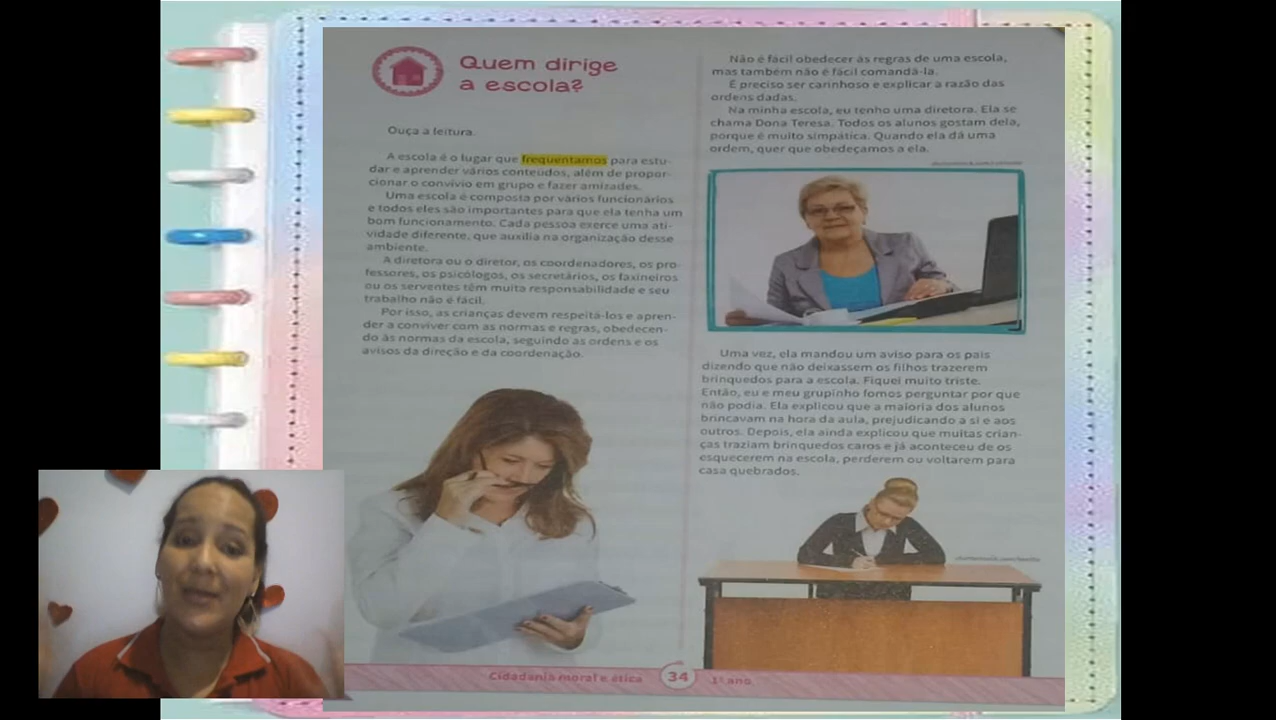 Quem dirige
a escola?
Ouça a leitura.
A escola é o lugar que frequentamos para estu-
dar e aprender vários conteúdos, além de propor-
cionar o convívio em grupo e fazer amizades.
Uma escola é composta por vários funcionários
e todos eles são importantes para que ela tenha um
bom funcionamento. Cada pessoa exerce uma ati-
vidade diferente, que auxilia na organização desse
ambiente.
A diretora ou o diretor, os coordenadores, os pro-
fessores, os psicólogos, os secretários, os faxineiros
ou os serventes têm muita responsabilidade e seu
trabalho não é fácil.
Por isso, as crianças devem respeitá-los e apren-
der a conviver com as normas e regras, obedecen-
do às normas da escola, seguindo as ordens e os
avisos da direção e da coordenação.
Não é fácil obedecer às regras de uma escola,
mas também não é fácil comandá-la.
É preciso ser carinhoso e explicar a razão das
ordens dadas.
Na minha escola, eu tenho uma diretora. Ela se
chama Dona Teresa. Todos os alunos gostam dela,
porque é muito simpática. Quando ela dá uma
ordem, quer que obedeçamos a ela.
Uma vez, ela mandou um aviso para os pais
dizendo que não deixassem os filhos trazerem
brinquedos para a escola. Fiquei muito triste.
Então, eu e meu grupinho fomos perguntar por que
não podia. Ela explicou que a maioria dos alunos
brincavam na hora da aula, prejudicando a si e aos
outros. Depois, ela ainda explicou que muitas crian-
ças traziam brinquedos caros e já aconteceu de os
esquecerem na escola, perderem ou voltarem para
casa quebrados.
Cidadania moral e ética 34 1º ano